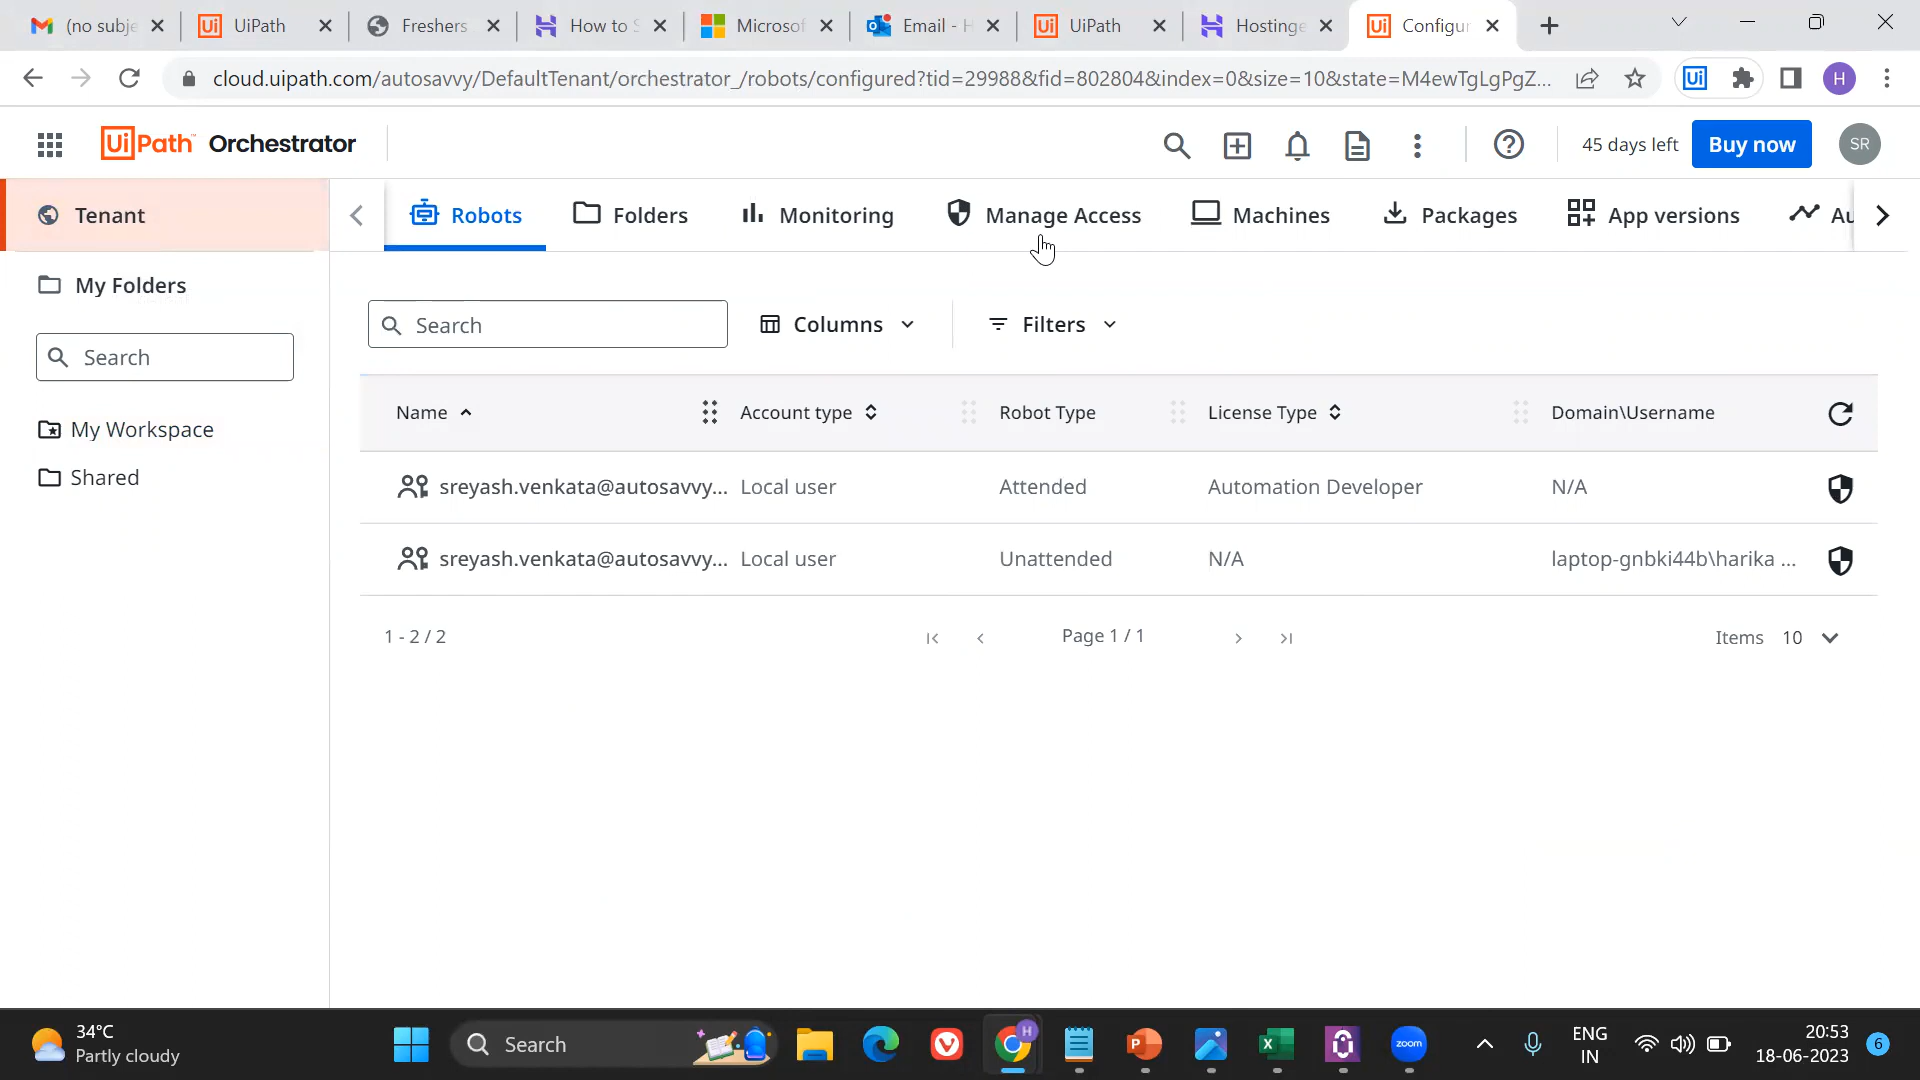 (no subje
UiPath
Freshers
How to S
Microsof
Email - H
UiPath
Hostinge
Configur
cloud.uipath.com/autosavvy/DefaultTenant/orchestrator_/robots/configured?tid=29988&fid=802804&index=0&size=10&state=M4ewTgLgPgZ...
Ui
H
UiPath™ Orchestrator
45 days left
Buy now
SR
Tenant
Robots
Folders
Monitoring
Manage Access
Machines
Packages
App versions
Au
My Folders
Search
Search
Columns
Filters
My Workspace
Shared
Name
Account type
Robot Type
License Type
Domain\Username
sreyash.venkata@autosavvy... Local user Attended Automation Developer N/A
sreyash.venkata@autosavvy... Local user Unattended N/A laptop-gnbki44b\harika ...
1 - 2 / 2
Page 1 / 1
Items 10
34°C
Partly cloudy
Search
H
zoom
ENG
IN
20:53
18-06-2023
6